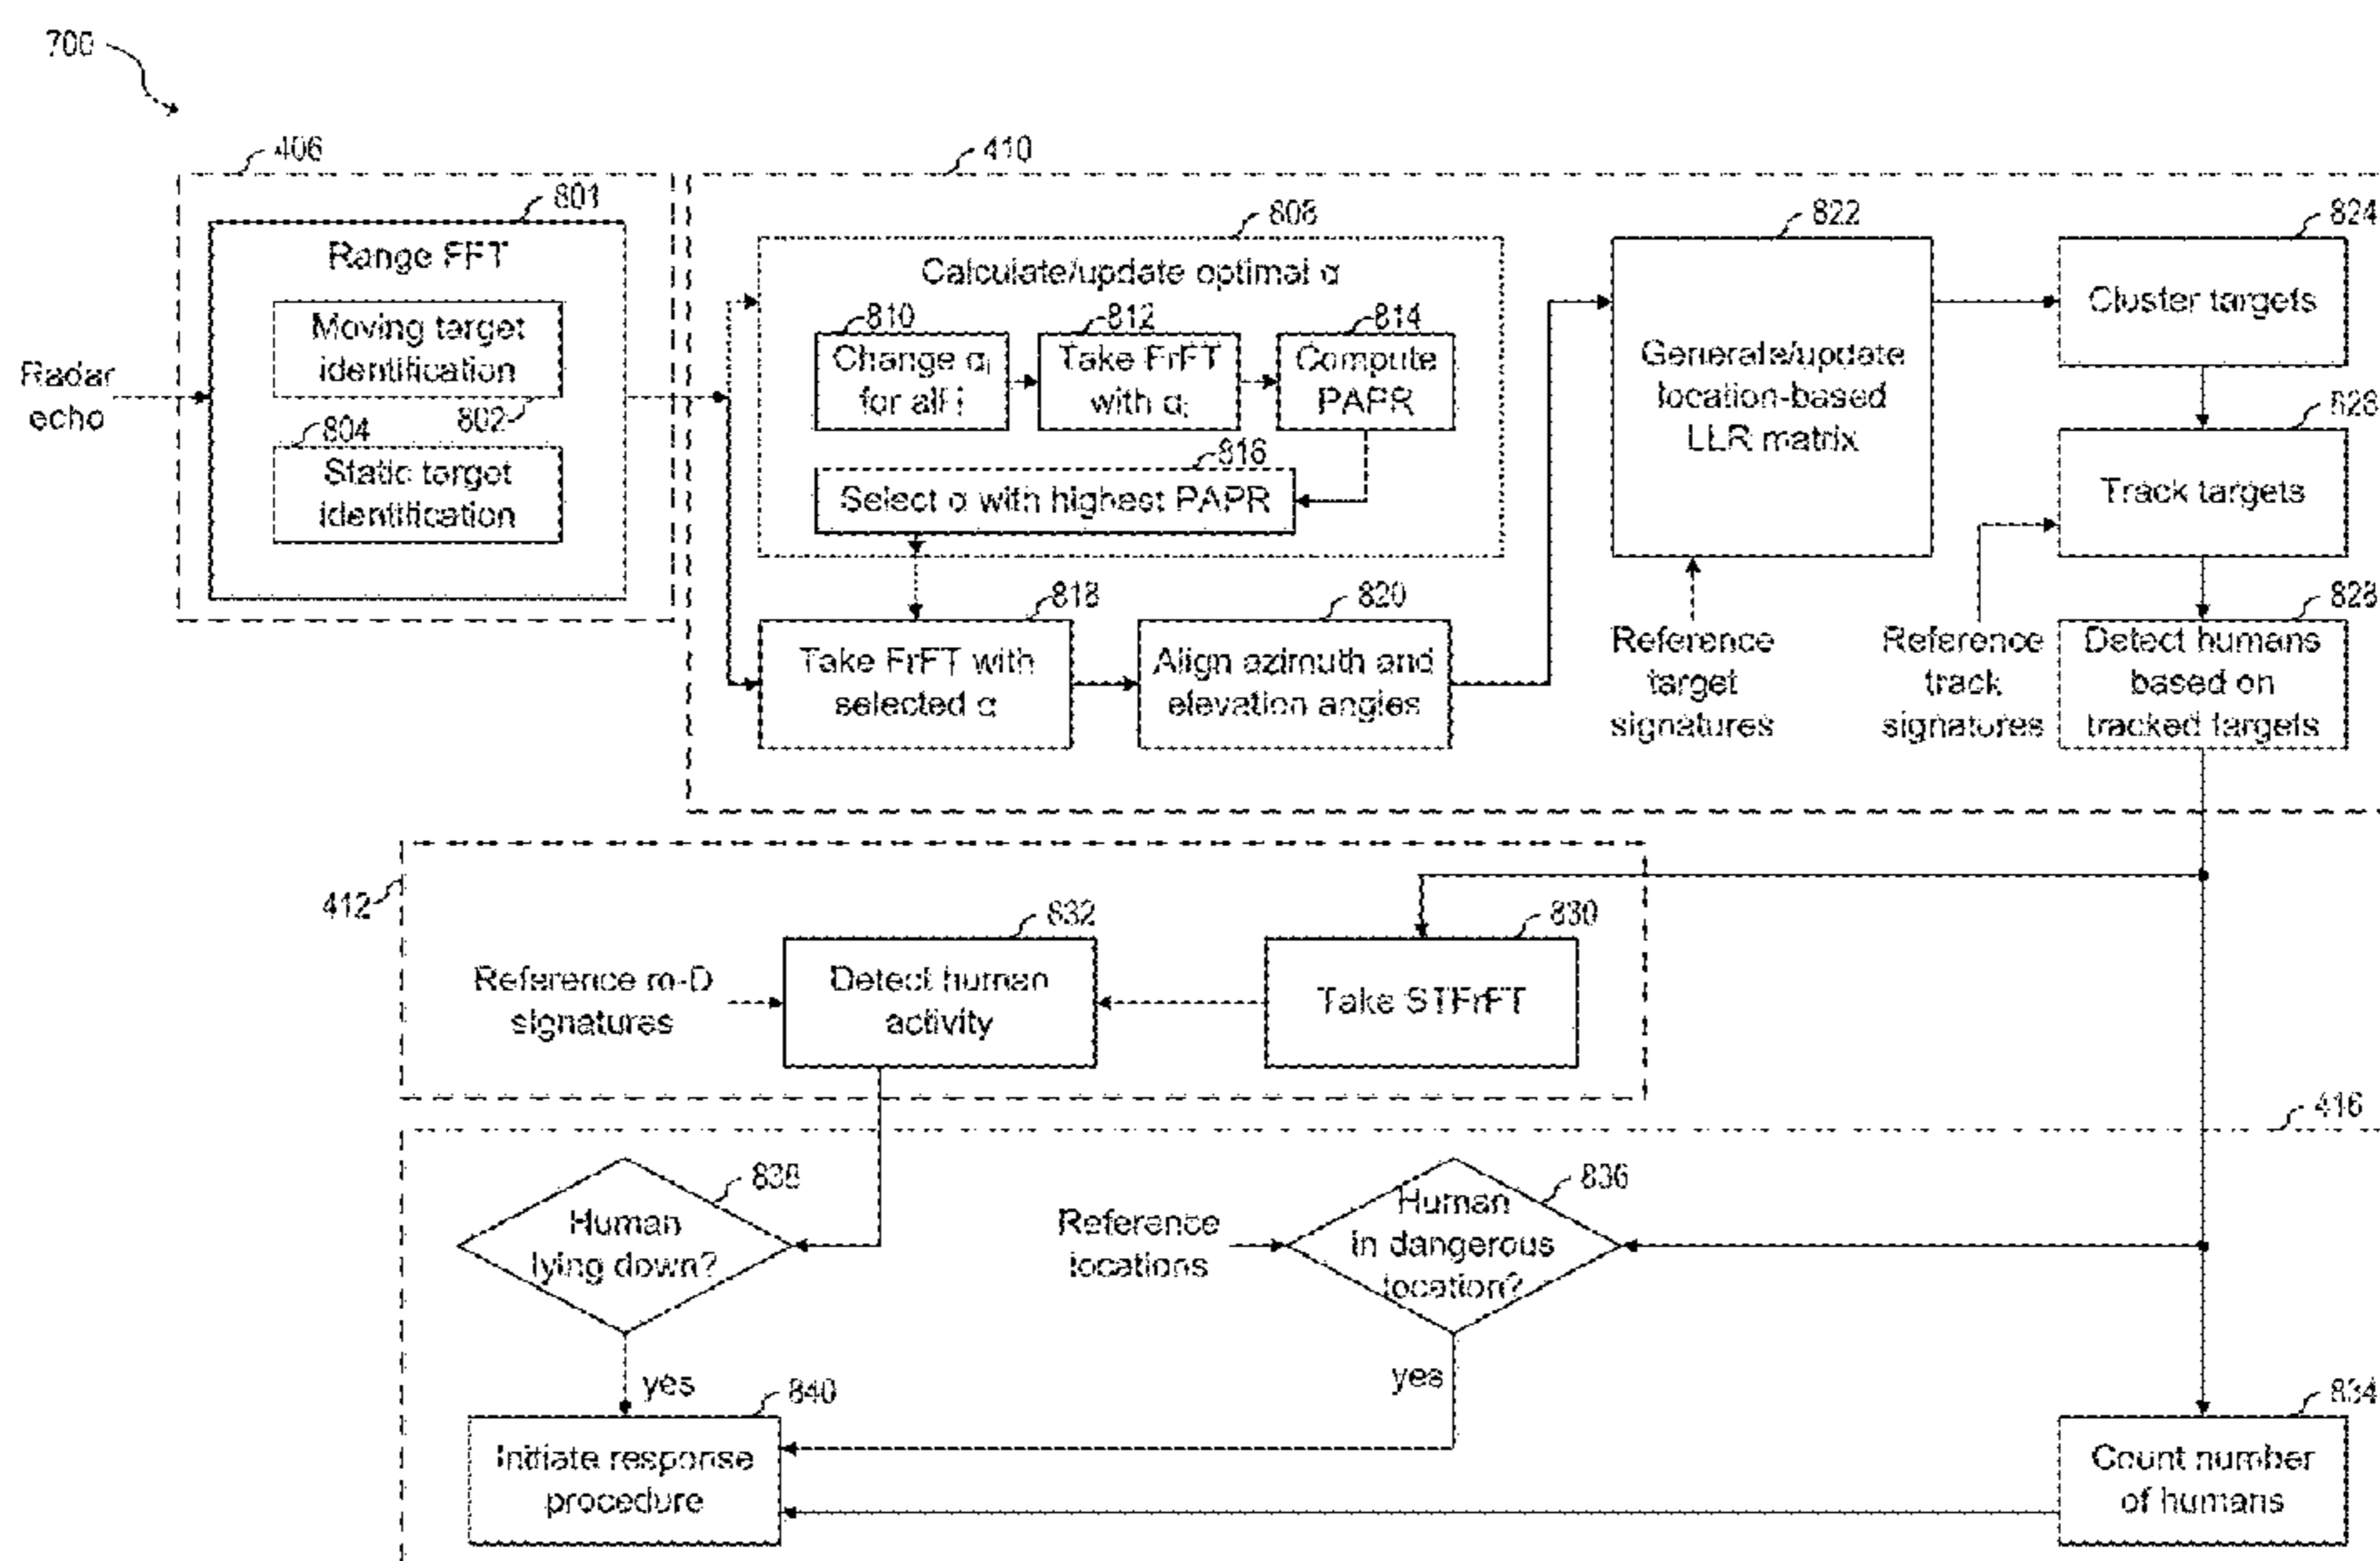 700
406
410
801
808
822
824
Range FFT
Calculate/update optimal α
Moving target
identification
802
804
Static target
identification
Radar
echo
810
812
814
Change αi
for all i
Take FrFT
with αi
Compute
PAPR
816
Select α with highest PAPR
Generate/update
location-based
LLR matrix
Cluster targets
826
Track targets
818
820
828
Take FrFT with
selected α
Align azimuth and
elevation angles
Reference
target
signatures
Reference
track
signatures
Detect humans
based on
tracked targets
412
832
830
Reference m-D
signatures
Detect human
activity
Take STFrFT
416
838
836
Human
lying down?
Reference
locations
Human
in dangerous
location?
yes
yes
840
834
Initiate response
procedure
Count number
of humans